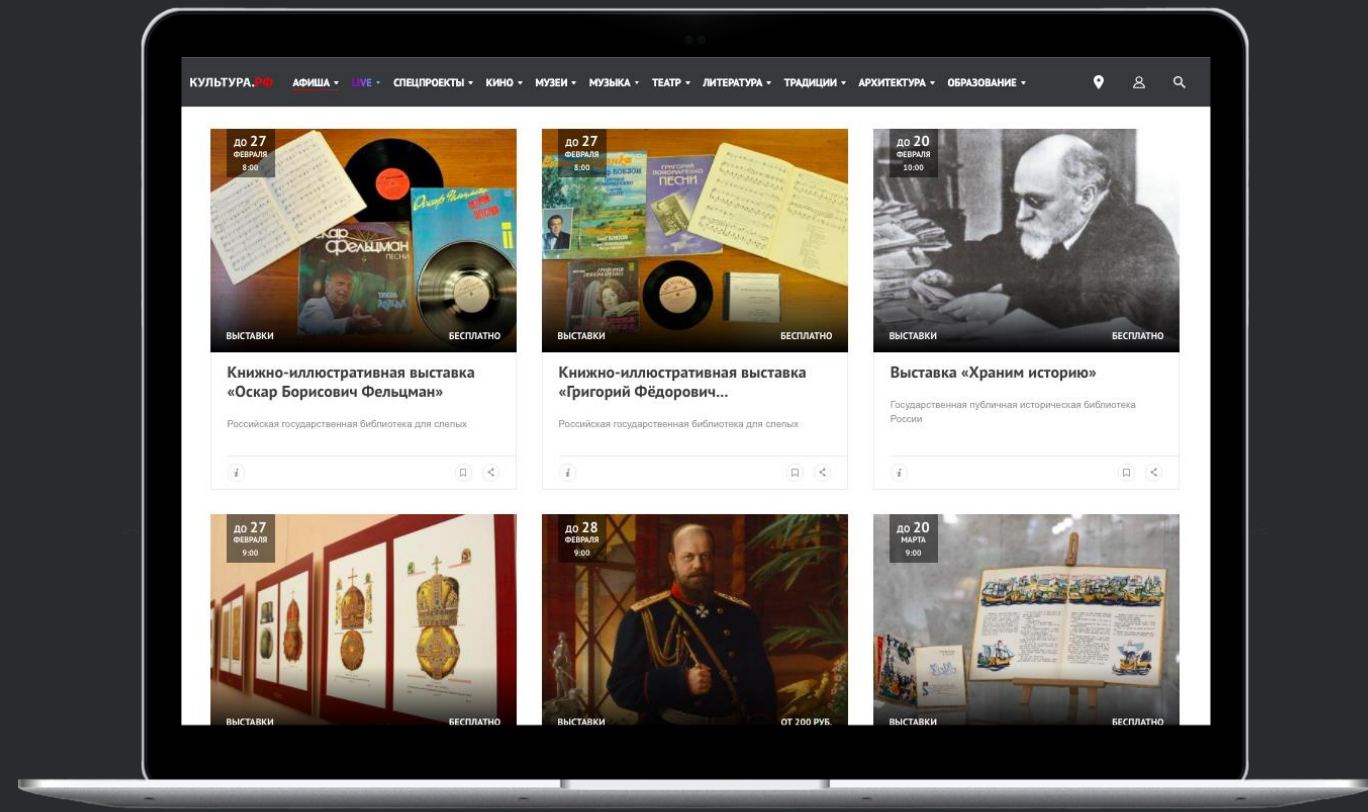 КУЛЬТУРА.РФ АФИША LIVE СПЕЦПРОЕКТЫ КИНО МУЗЕИ МУЗЫКА ТЕАТР ЛИТЕРАТУРА ТРАДИЦИИ АРХИТЕКТУРА ОБРАЗОВАНИЕ
до 27
ФЕВРАЛЯ
8:00
Оскар Фельцман
ПЕСНИ
ВЫСТАВКИ БЕСПЛАТНО
Книжно-иллюстративная выставка
«Оскар Борисович Фельцман»
Российская государственная библиотека для слепых
до 27
ФЕВРАЛЯ
8:00
КОБЗОН
ГРИГОРИЙ
ПОНОМАРЕНКО
ПЕСНИ
ВЫСТАВКИ БЕСПЛАТНО
Книжно-иллюстративная выставка
«Григорий Фёдорович...
Российская государственная библиотека для слепых
до 20
ФЕВРАЛЯ
10:00
ВЫСТАВКИ БЕСПЛАТНО
Выставка «Храним историю»
Государственная публичная историческая библиотека
России
до 27
ФЕВРАЛЯ
9:00
ВЫСТАВКИ БЕСПЛАТНО
до 28
ФЕВРАЛЯ
9:00
ВЫСТАВКИ ОТ 200 РУБ.
до 20
МАРТА
9:00
ВЫСТАВКИ БЕСПЛАТНО